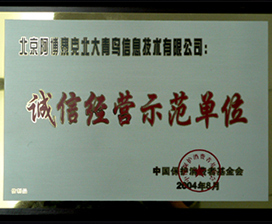 北京阿博泰克北大青鸟信息技术有限公司：
诚信经营示范单位
中国保护消费者基金会
2004年8月